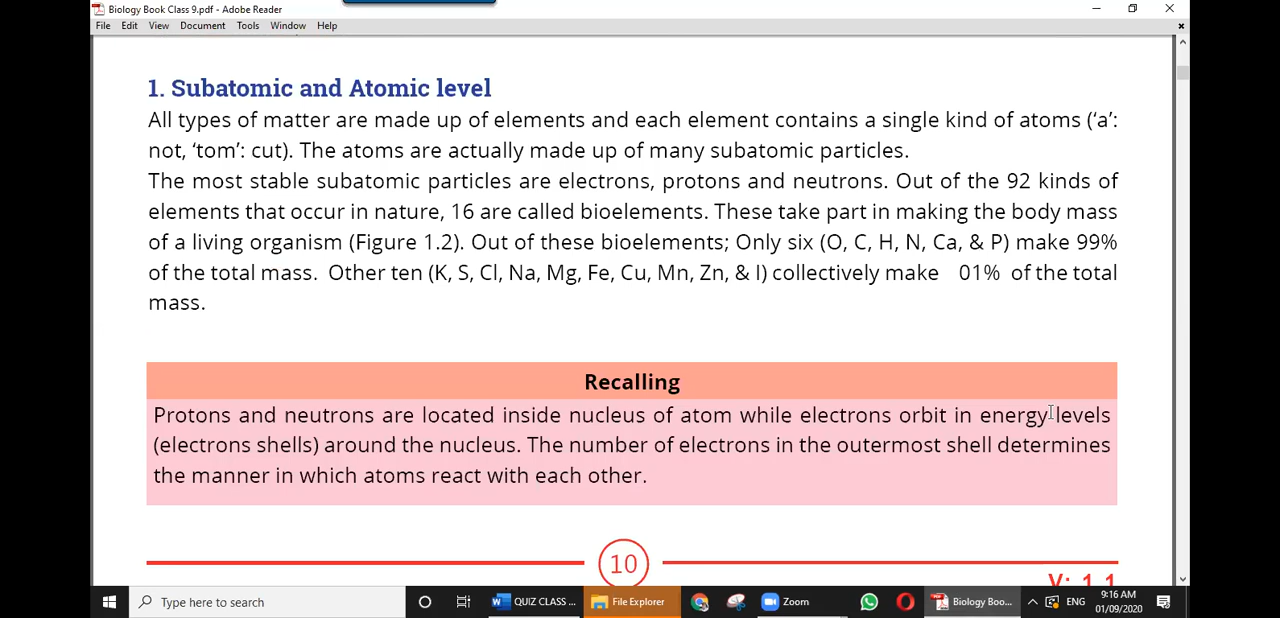 Biology Book Class 9.pdf - Adobe Reader
File Edit View Document Tools Window Help
1. Subatomic and Atomic level
All types of matter are made up of elements and each element contains a single kind of atoms (‘a’:
not, ‘tom’: cut). The atoms are actually made up of many subatomic particles.
The most stable subatomic particles are electrons, protons and neutrons. Out of the 92 kinds of
elements that occur in nature, 16 are called bioelements. These take part in making the body mass
of a living organism (Figure 1.2). Out of these bioelements; Only six (O, C, H, N, Ca, & P) make 99%
of the total mass. Other ten (K, S, Cl, Na, Mg, Fe, Cu, Mn, Zn, & I) collectively make 01% of the total
mass.
Recalling
Protons and neutrons are located inside nucleus of atom while electrons orbit in energy levels
(electrons shells) around the nucleus. The number of electrons in the outermost shell determines
the manner in which atoms react with each other.
10
V: 1.1
Type here to search
QUIZ CLASS ...
File Explorer
Zoom
Biology Boo...
ENG
9:16 AM
01/09/2020